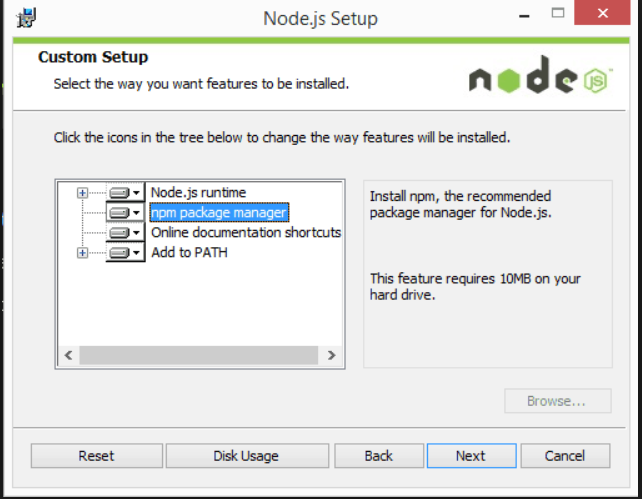 Node.js Setup
Custom Setup
Select the way you want features to be installed.
node
JS
Click the icons in the tree below to change the way features will be installed.
Node.js runtime
npm package manager
Online documentation shortcuts
Add to PATH
Install npm, the recommended
package manager for Node.js.
This feature requires 10MB on your
hard drive.
Browse...
Reset
Disk Usage
Back
Next
Cancel